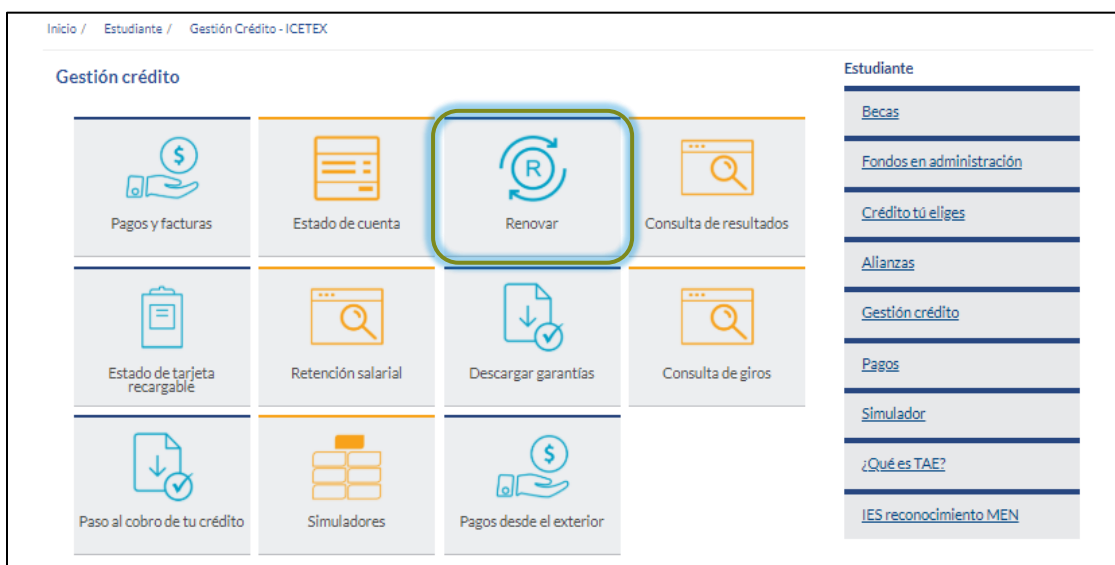 Inicio / Estudiante / Gestión Crédito - ICETEX
Gestión crédito
$
Pagos y facturas
Estado de cuenta
R
Renovar
Consulta de resultados
Estado de tarjeta
recargable
Retención salarial
Descargar garantías
Consulta de giros
Paso al cobro de tu crédito
Simuladores
$
Pagos desde el exterior
Estudiante
Becas
Fondos en administración
Crédito tú eliges
Alianzas
Gestión crédito
Pagos
Simulador
¿Qué es TAE?
IES reconocimiento MEN